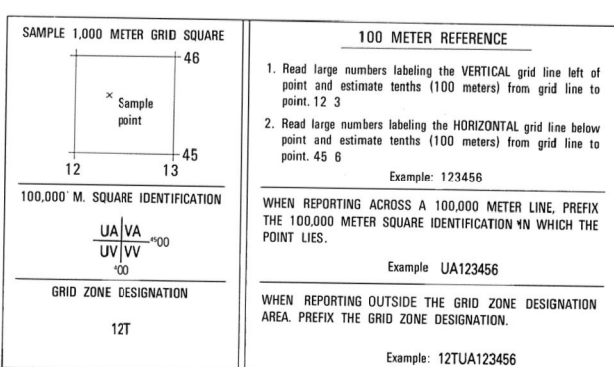 SAMPLE 1,000 METER GRID SQUARE
46
× Sample
point
45
12 13
100,000 M. SQUARE IDENTIFICATION
UA VA
4500
UV VV
400
GRID ZONE DESIGNATION
12T
100 METER REFERENCE
1. Read large numbers labeling the VERTICAL grid line left of
point and estimate tenths (100 meters) from grid line to
point. 12 3
2. Read large numbers labeling the HORIZONTAL grid line below
point and estimate tenths (100 meters) from grid line to
point. 45 6
Example: 123456
WHEN REPORTING ACROSS A 100,000 METER LINE, PREFIX
THE 100,000 METER SQUARE IDENTIFICATION IN WHICH THE
POINT LIES.
Example UA123456
WHEN REPORTING OUTSIDE THE GRID ZONE DESIGNATION
AREA. PREFIX THE GRID ZONE DESIGNATION.
Example: 12TUA123456